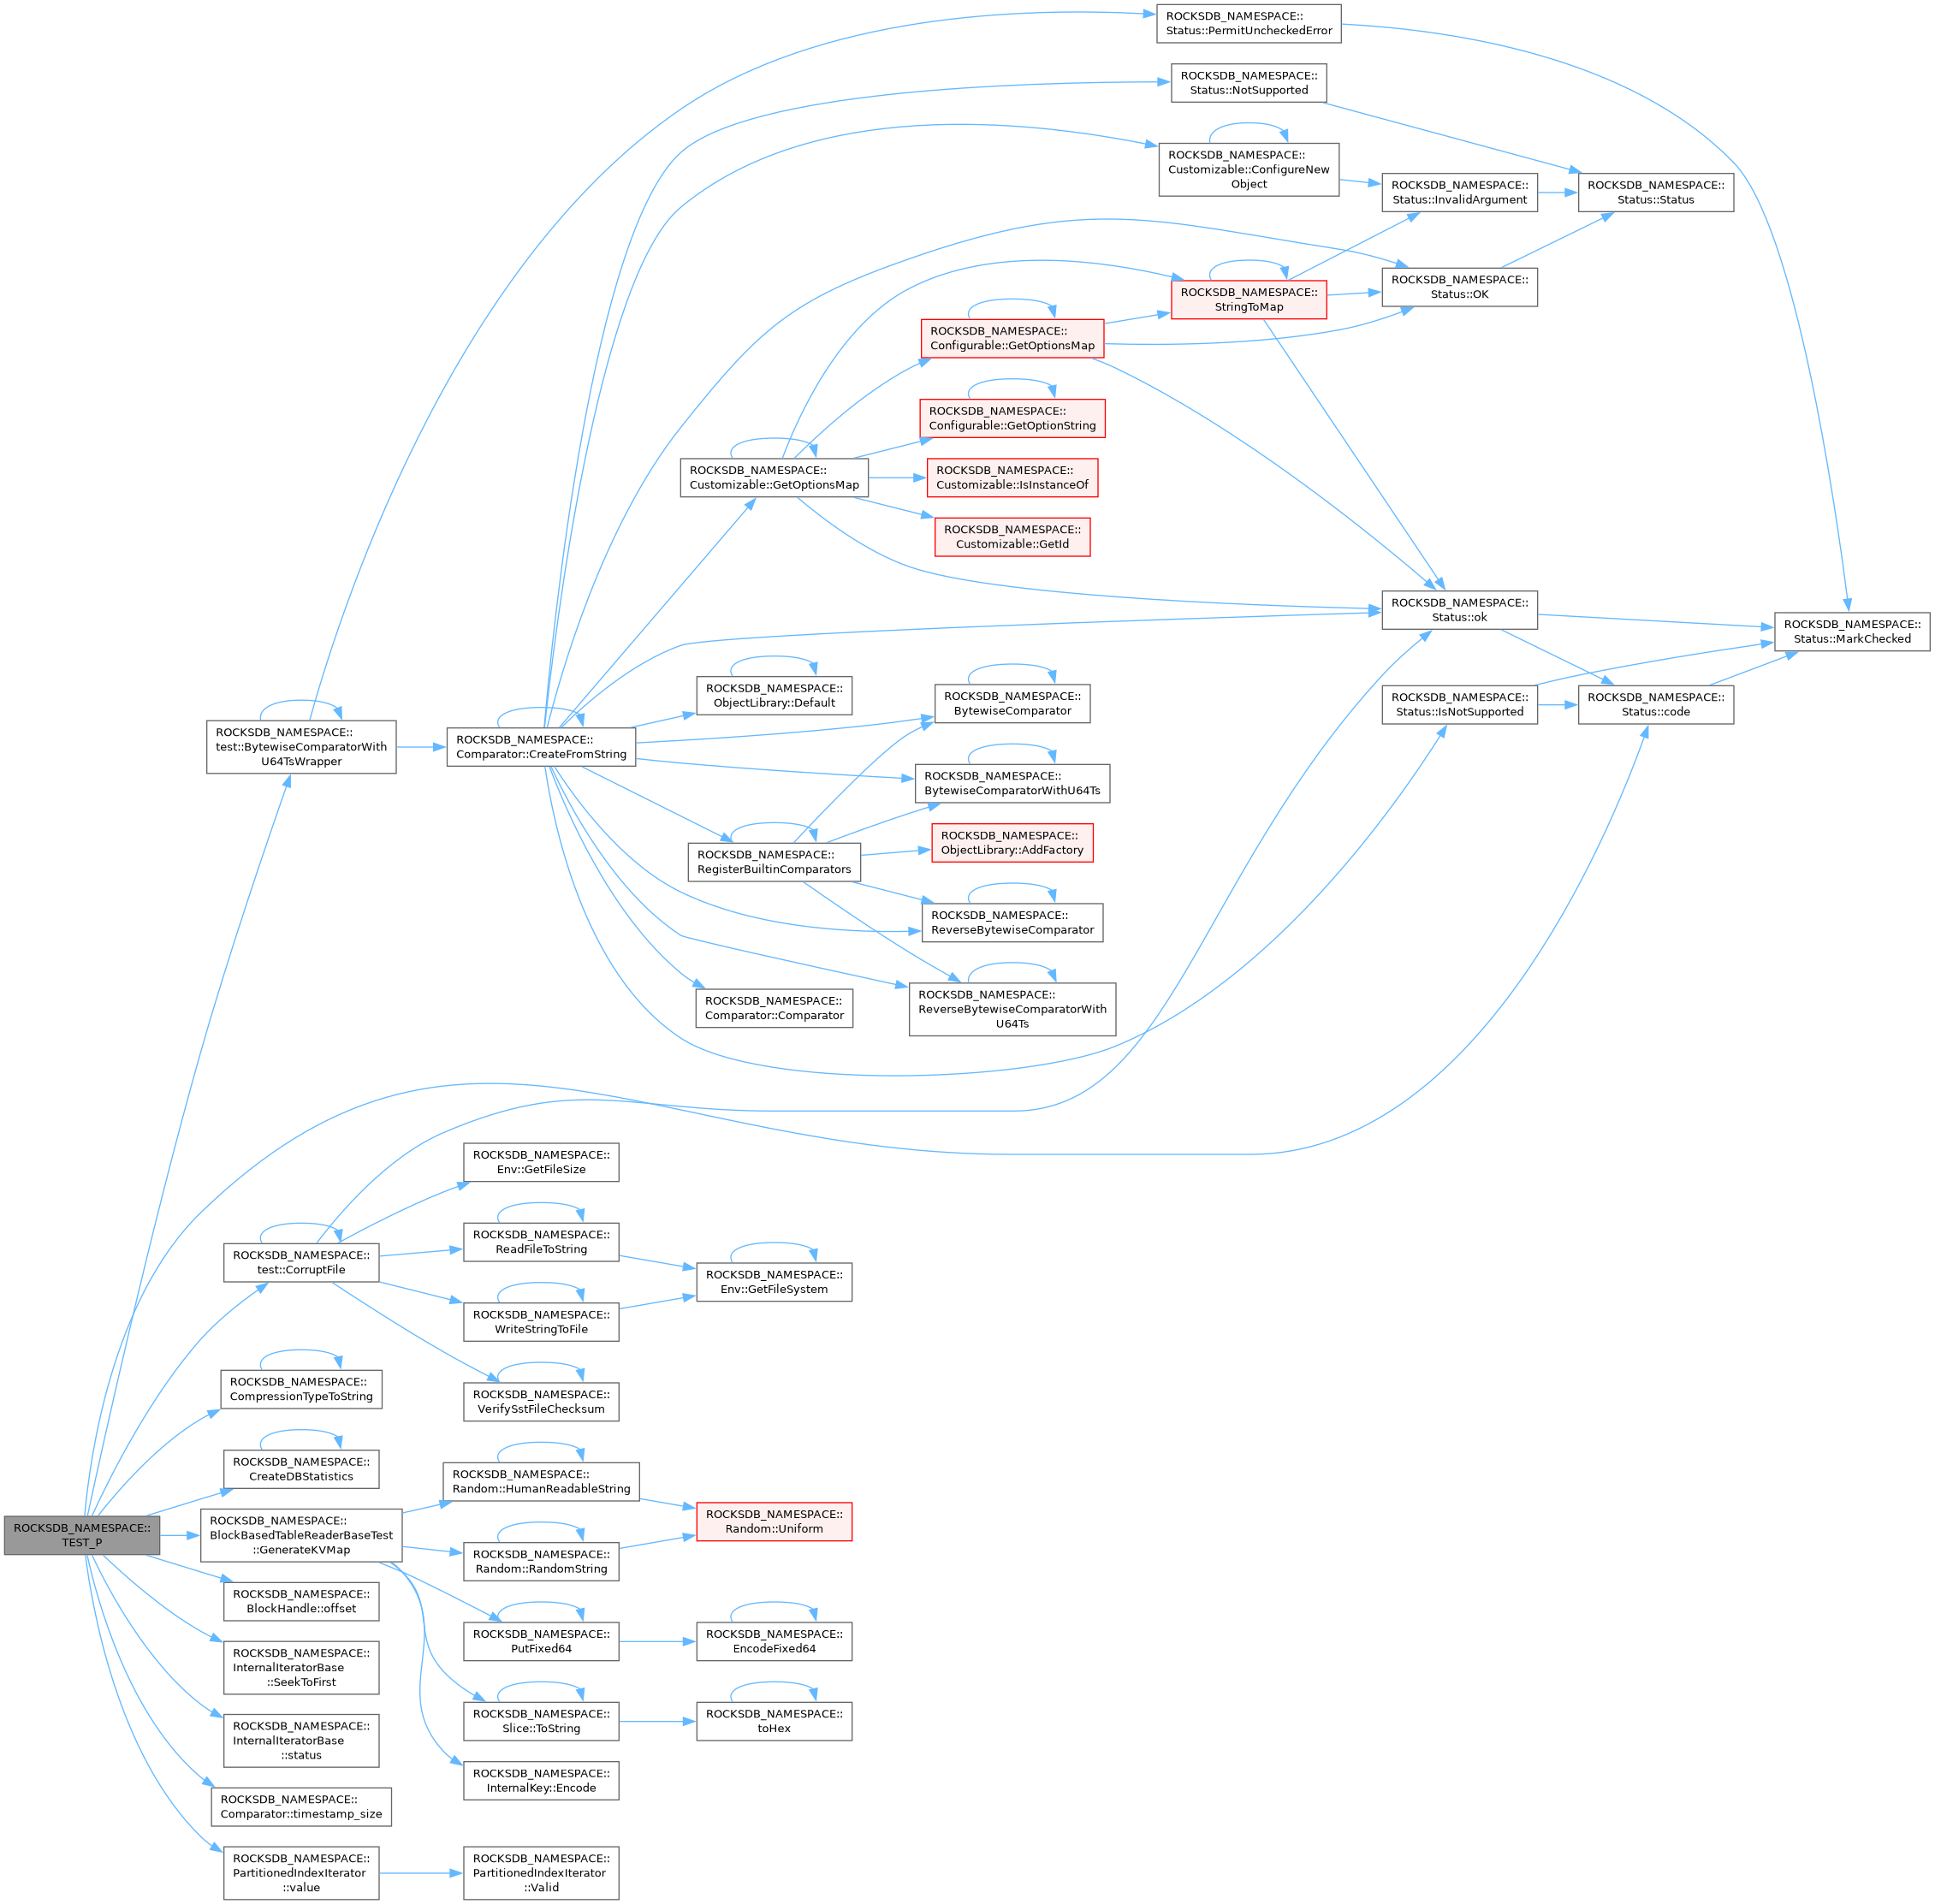 ROCKSDB_NAMESPACE::
Status::PermitUncheckedError
ROCKSDB_NAMESPACE::
Status::NotSupported
ROCKSDB_NAMESPACE::
Customizable::ConfigureNew
Object
ROCKSDB_NAMESPACE::
Status::InvalidArgument
ROCKSDB_NAMESPACE::
Status::Status
ROCKSDB_NAMESPACE::
StringToMap
ROCKSDB_NAMESPACE::
Status::OK
ROCKSDB_NAMESPACE::
Configurable::GetOptionsMap
ROCKSDB_NAMESPACE::
Configurable::GetOptionString
ROCKSDB_NAMESPACE::
Customizable::GetOptionsMap
ROCKSDB_NAMESPACE::
Customizable::IsInstanceOf
ROCKSDB_NAMESPACE::
Customizable::GetId
ROCKSDB_NAMESPACE::
Status::ok
ROCKSDB_NAMESPACE::
Status::MarkChecked
ROCKSDB_NAMESPACE::
ObjectLibrary::Default
ROCKSDB_NAMESPACE::
BytewiseComparator
ROCKSDB_NAMESPACE::
Status::IsNotSupported
ROCKSDB_NAMESPACE::
Status::code
ROCKSDB_NAMESPACE::
test::BytewiseComparatorWith
U64TsWrapper
ROCKSDB_NAMESPACE::
Comparator::CreateFromString
ROCKSDB_NAMESPACE::
BytewiseComparatorWithU64Ts
ROCKSDB_NAMESPACE::
RegisterBuiltinComparators
ROCKSDB_NAMESPACE::
ObjectLibrary::AddFactory
ROCKSDB_NAMESPACE::
ReverseBytewiseComparator
ROCKSDB_NAMESPACE::
Comparator::Comparator
ROCKSDB_NAMESPACE::
ReverseBytewiseComparatorWith
U64Ts
ROCKSDB_NAMESPACE::
Env::GetFileSize
ROCKSDB_NAMESPACE::
ReadFileToString
ROCKSDB_NAMESPACE::
test::CorruptFile
ROCKSDB_NAMESPACE::
Env::GetFileSystem
ROCKSDB_NAMESPACE::
WriteStringToFile
ROCKSDB_NAMESPACE::
CompressionTypeToString
ROCKSDB_NAMESPACE::
VerifySstFileChecksum
ROCKSDB_NAMESPACE::
CreateDBStatistics
ROCKSDB_NAMESPACE::
Random::HumanReadableString
ROCKSDB_NAMESPACE::
TEST_P
ROCKSDB_NAMESPACE::
BlockBasedTableReaderBaseTest
::GenerateKVMap
ROCKSDB_NAMESPACE::
Random::Uniform
ROCKSDB_NAMESPACE::
Random::RandomString
ROCKSDB_NAMESPACE::
BlockHandle::offset
ROCKSDB_NAMESPACE::
PutFixed64
ROCKSDB_NAMESPACE::
EncodeFixed64
ROCKSDB_NAMESPACE::
InternalIteratorBase
::SeekToFirst
ROCKSDB_NAMESPACE::
Slice::ToString
ROCKSDB_NAMESPACE::
toHex
ROCKSDB_NAMESPACE::
InternalIteratorBase
::status
ROCKSDB_NAMESPACE::
InternalKey::Encode
ROCKSDB_NAMESPACE::
Comparator::timestamp_size
ROCKSDB_NAMESPACE::
PartitionedIndexIterator
::value
ROCKSDB_NAMESPACE::
PartitionedIndexIterator
::Valid